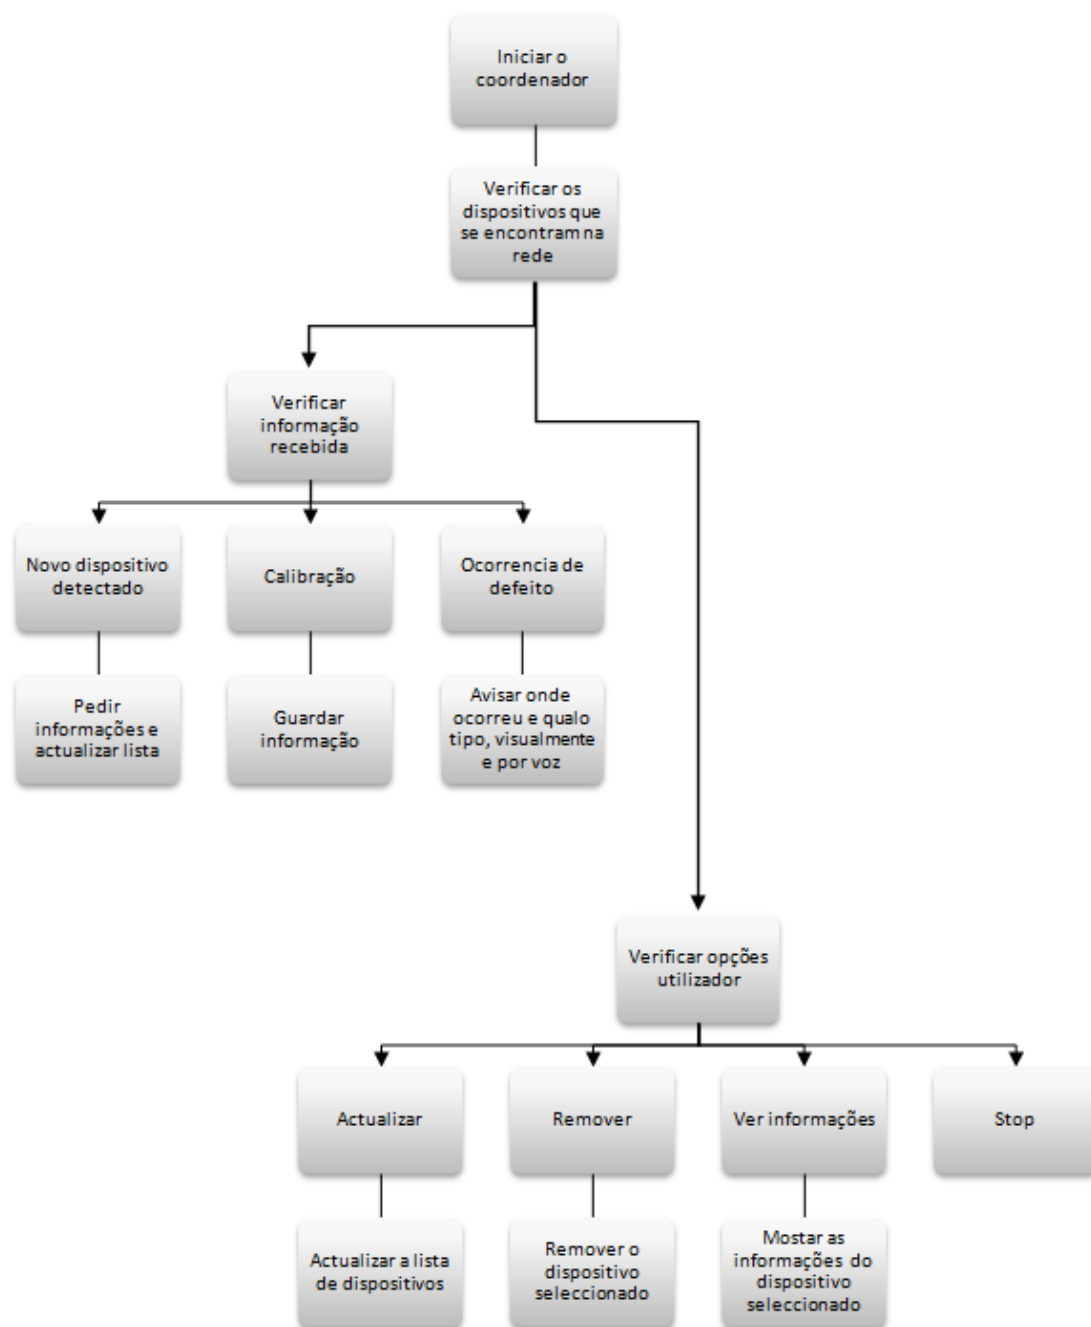 Iniciar o
coordenador
Verificar os
dispositivos que
se encontram na
rede
Verificar
informação
recebida
Novo dispositivo
detectado
Calibração
Ocorrencia de
defeito
Pedir
informações e
actualizar lista
Guardar
informação
Avisar onde
ocorreu e qualo
tipo, visualmente
e por voz
Verificar opções
utilizador
Actualizar
Remover
Ver informações
Stop
Actualizar a lista
de dispositivos
Remover o
dispositivo
seleccionado
Mostar as
informações do
dispositivo
seleccionado